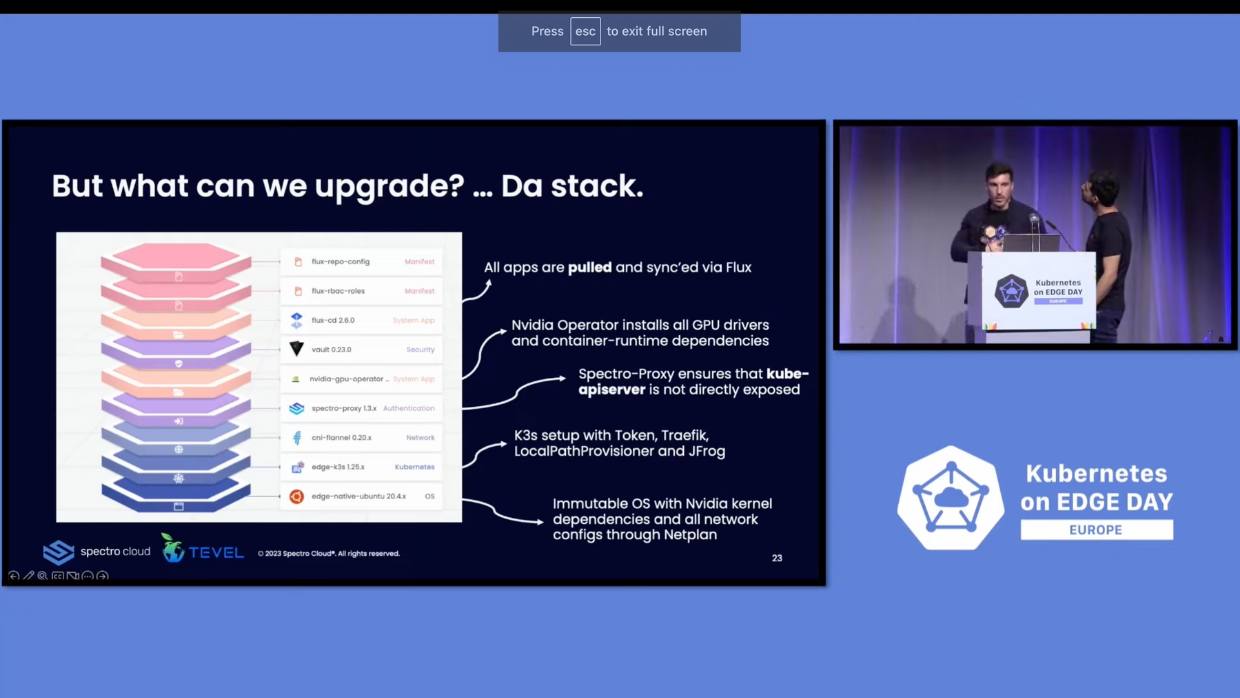 Press esc to exit full screen
But what can we upgrade? ... Da stack.
flux-repo-config Manifest
flux-rbac-roles Manifest
flux-cd 2.6.0 System App
vault 0.23.0 Security
nvidia-gpu-operator ... System App
spectro-proxy 1.3.x Authentication
cni-flannel 0.20.x Network
edge-k3s 1.25.x Kubernetes
edge-native-ubuntu 20.4.x OS
All apps are pulled and sync'ed via Flux
Nvidia Operator installs all GPU drivers
and container-runtime dependencies
Spectro-Proxy ensures that kube-
apiserver is not directly exposed
K3s setup with Token, Traefik,
LocalPathProvisioner and JFrog
Immutable OS with Nvidia kernel
dependencies and all network
configs through Netplan
spectro cloud
TEVEL
© 2023 Spectro Cloud®. All rights reserved.
23
Kubernetes
on EDGE DAY
EUROPE
Kubernetes
on EDGE DAY
EUROPE